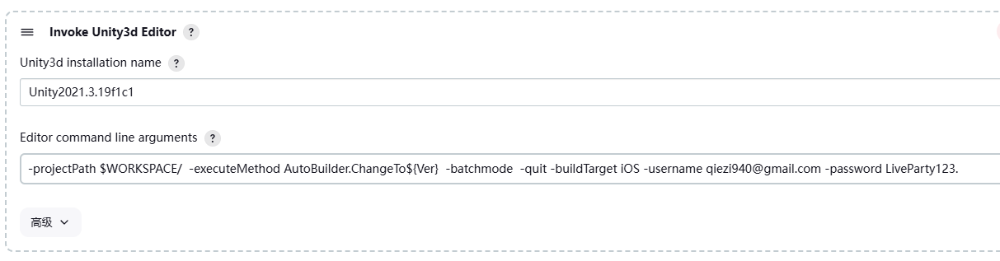 Invoke Unity3d Editor ?
Unity3d installation name ?
Unity2021.3.19f1c1
Editor command line arguments ?
-projectPath $WORKSPACE/  -executeMethod AutoBuilder.ChangeTo${Ver}  -batchmode  -quit -buildTarget iOS -username qiezi940@gmail.com -password LiveParty123.
高级